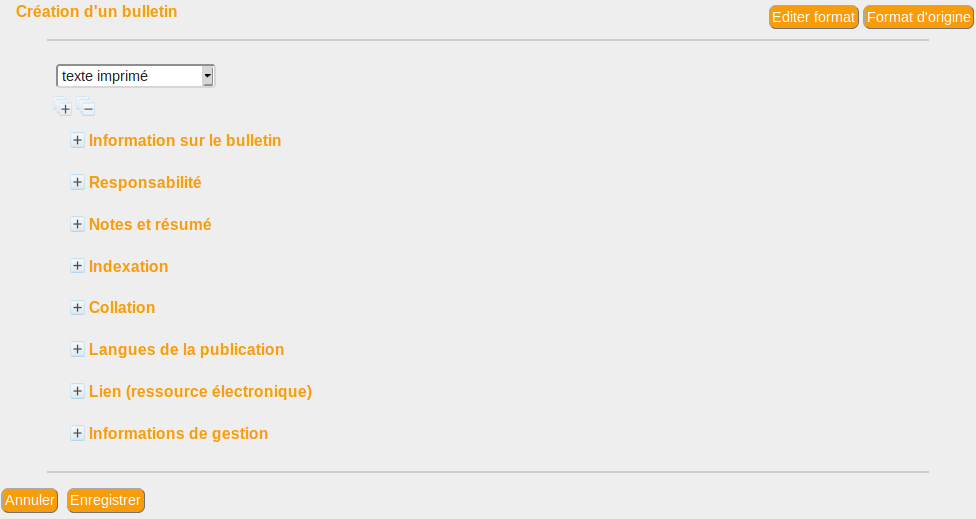 Création d'un bulletin
Editer format Format d'origine
texte imprimé
Information sur le bulletin
Responsabilité
Notes et résumé
Indexation
Collation
Langues de la publication
Lien (ressource électronique)
Informations de gestion
Annuler Enregistrer